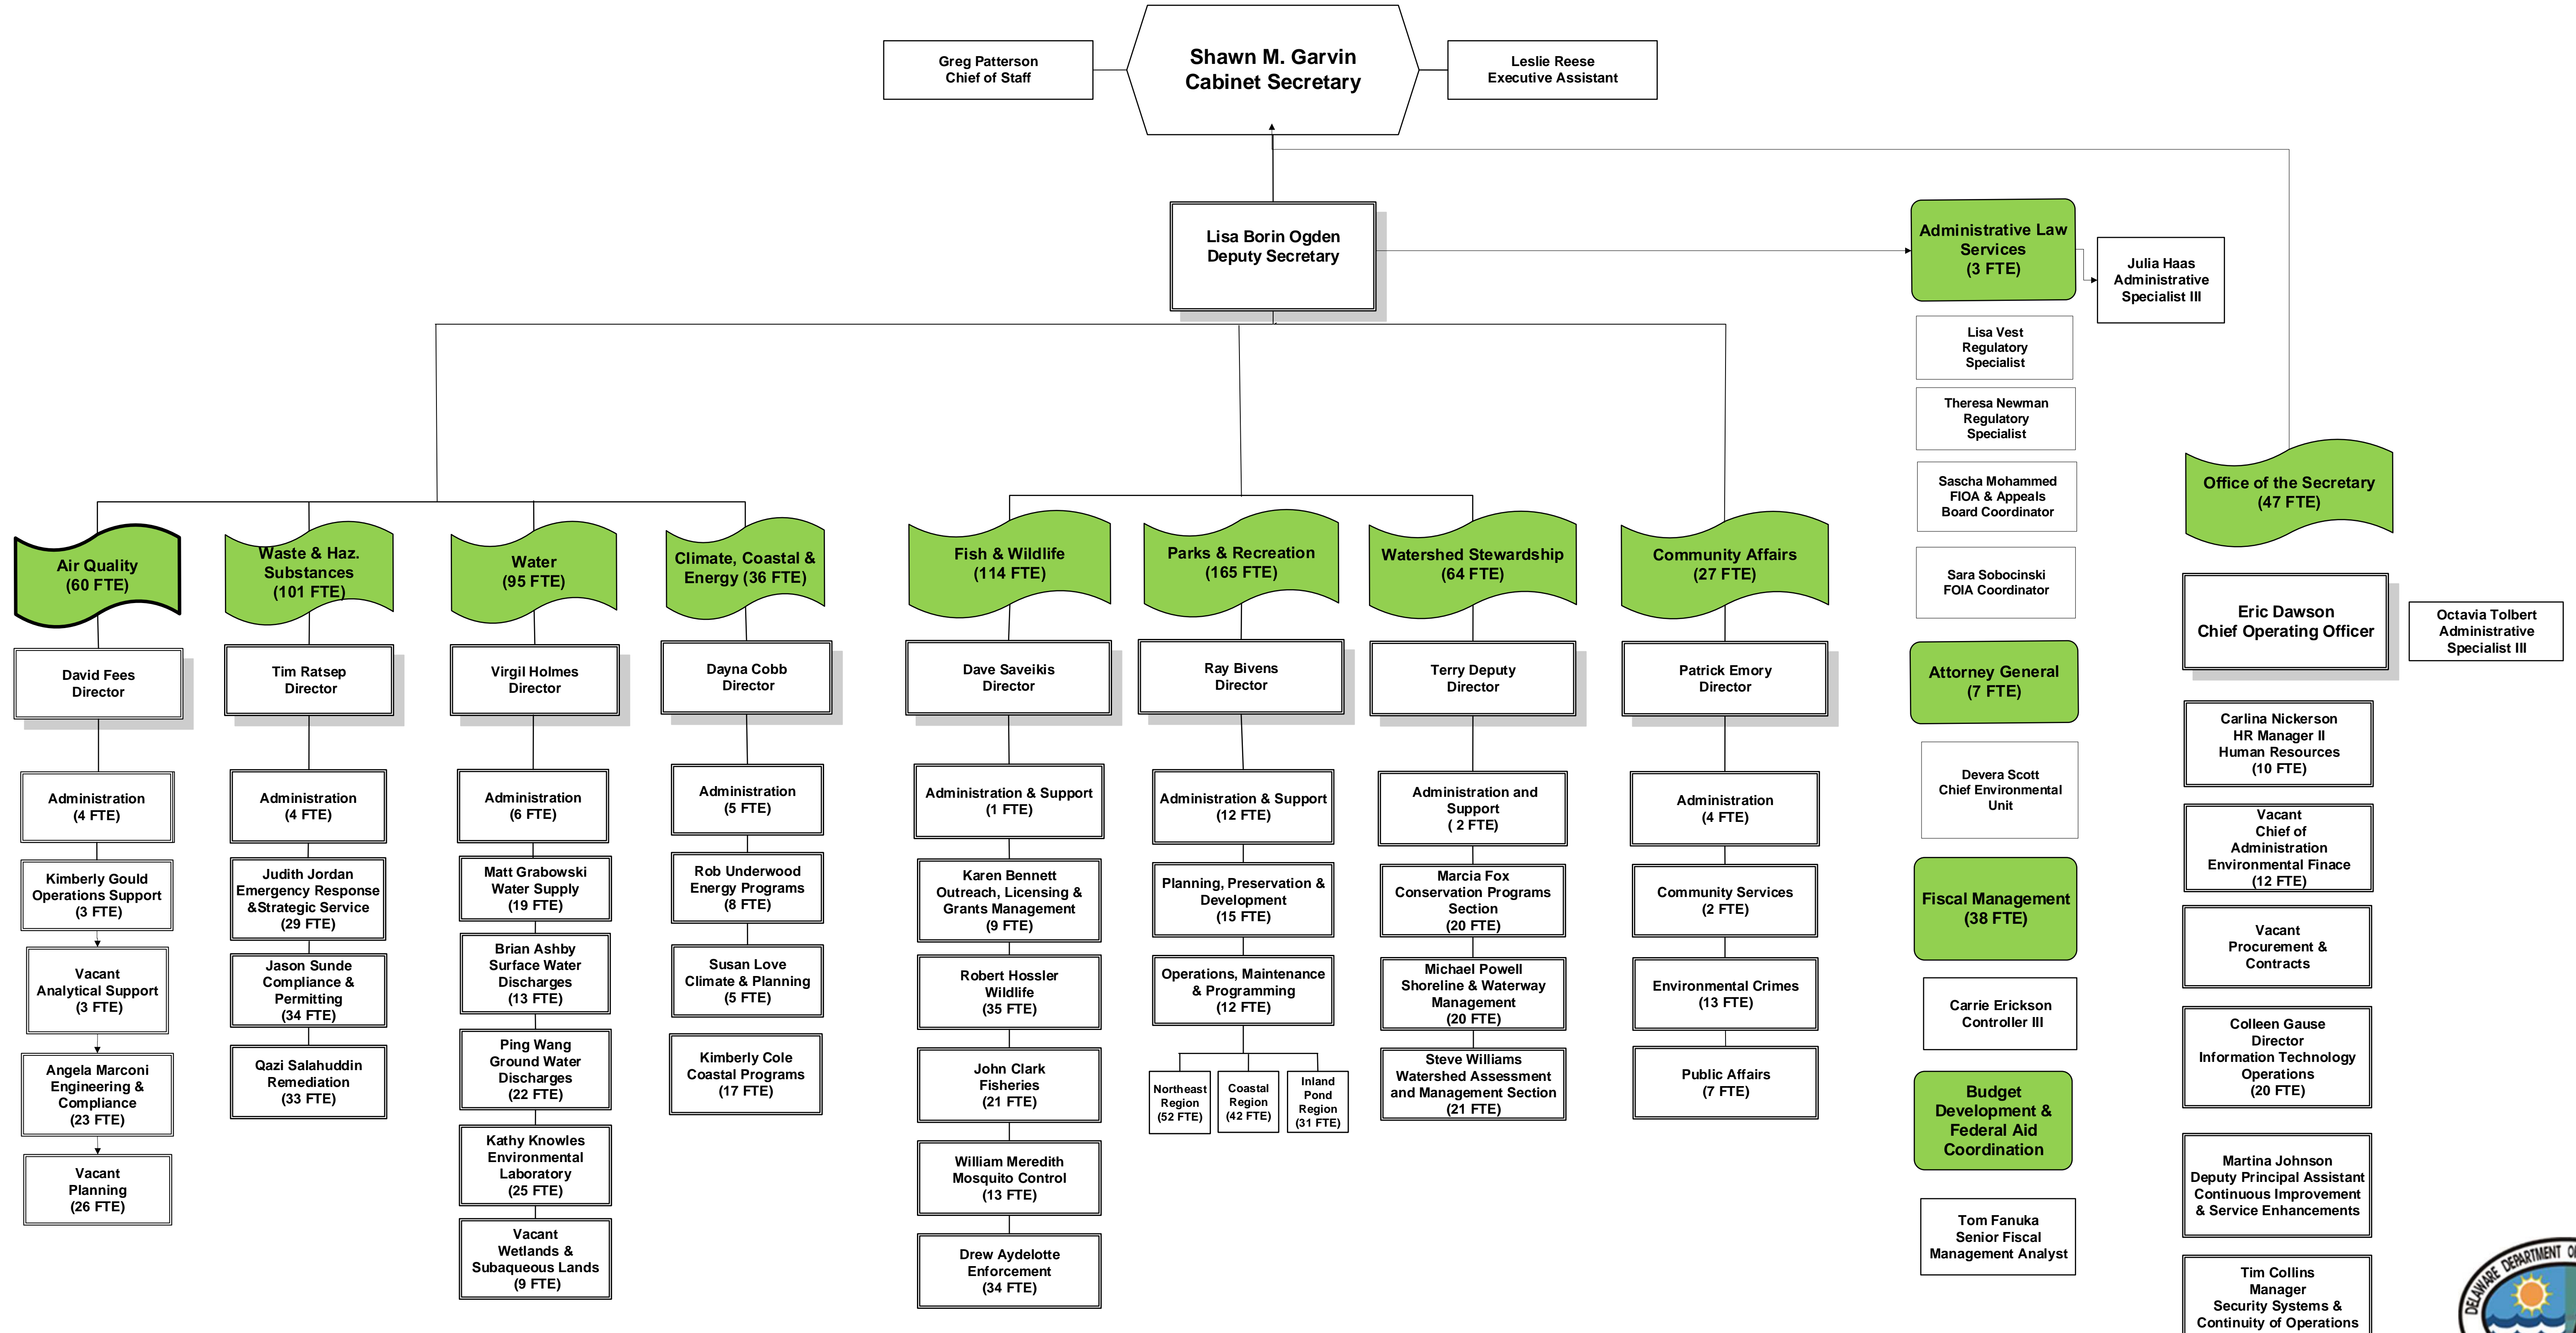 Greg Patterson
Chief of Staff
Shawn M. Garvin
Cabinet Secretary
Leslie Reese
Executive Assistant
Lisa Borin Ogden
Deputy Secretary
Administrative Law
Services
(3 FTE)
Julia Haas
Administrative
Specialist III
Lisa Vest
Regulatory
Specialist
Theresa Newman
Regulatory
Specialist
Sascha Mohammed
FIOA & Appeals
Board Coordinator
Sara Sobocinski
FOIA Coordinator
Attorney General
(7 FTE)
Devera Scott
Chief Environmental
Unit
Fiscal Management
(38 FTE)
Carrie Erickson
Controller III
Budget
Development &
Federal Aid
Coordination
Tom Fanuka
Senior Fiscal
Management Analyst
Air Quality
(60 FTE)
David Fees
Director
Administration
(4 FTE)
Kimberly Gould
Operations Support
(3 FTE)
Vacant
Analytical Support
(3 FTE)
Angela Marconi
Engineering &
Compliance
(23 FTE)
Vacant
Planning
(26 FTE)
Waste & Haz.
Substances
(101 FTE)
Tim Ratsep
Director
Administration
(4 FTE)
Judith Jordan
Emergency Response
&Strategic Service
(29 FTE)
Jason Sunde
Compliance &
Permitting
(34 FTE)
Qazi Salahuddin
Remediation
(33 FTE)
Water
(95 FTE)
Virgil Holmes
Director
Administration
(6 FTE)
Matt Grabowski
Water Supply
(19 FTE)
Brian Ashby
Surface Water
Discharges
(13 FTE)
Ping Wang
Ground Water
Discharges
(22 FTE)
Kathy Knowles
Environmental
Laboratory
(25 FTE)
Vacant
Wetlands &
Subaqueous Lands
(9 FTE)
Climate, Coastal &
Energy (36 FTE)
Dayna Cobb
Director
Administration
(5 FTE)
Rob Underwood
Energy Programs
(8 FTE)
Susan Love
Climate & Planning
(5 FTE)
Kimberly Cole
Coastal Programs
(17 FTE)
Fish & Wildlife
(114 FTE)
Dave Saveikis
Director
Administration & Support
(1 FTE)
Karen Bennett
Outreach, Licensing &
Grants Management
(9 FTE)
Robert Hossler
Wildlife
(35 FTE)
John Clark
Fisheries
(21 FTE)
William Meredith
Mosquito Control
(13 FTE)
Drew Aydelotte
Enforcement
(34 FTE)
Parks & Recreation
(165 FTE)
Ray Bivens
Director
Administration & Support
(12 FTE)
Planning, Preservation &
Development
(15 FTE)
Operations, Maintenance
& Programming
(12 FTE)
Northeast
Region
(52 FTE)
Coastal
Region
(42 FTE)
Inland
Pond
Region
(31 FTE)
Watershed Stewardship
(64 FTE)
Terry Deputy
Director
Administration and
Support
( 2 FTE)
Marcia Fox
Conservation Programs
Section
(20 FTE)
Michael Powell
Shoreline & Waterway
Management
(20 FTE)
Steve Williams
Watershed Assessment
and Management Section
(21 FTE)
Community Affairs
(27 FTE)
Patrick Emory
Director
Administration
(4 FTE)
Community Services
(2 FTE)
Environmental Crimes
(13 FTE)
Public Affairs
(7 FTE)
Office of the Secretary
(47 FTE)
Eric Dawson
Chief Operating Officer
Octavia Tolbert
Administrative
Specialist III
Carlina Nickerson
HR Manager II
Human Resources
(10 FTE)
Vacant
Chief of
Administration
Environmental Finace
(12 FTE)
Vacant
Procurement &
Contracts
Colleen Gause
Director
Information Technology
Operations
(20 FTE)
Martina Johnson
Deputy Principal Assistant
Continuous Improvement
& Service Enhancements
Tim Collins
Manager
Security Systems &
Continuity of Operations
DELAWARE DEPARTMENT